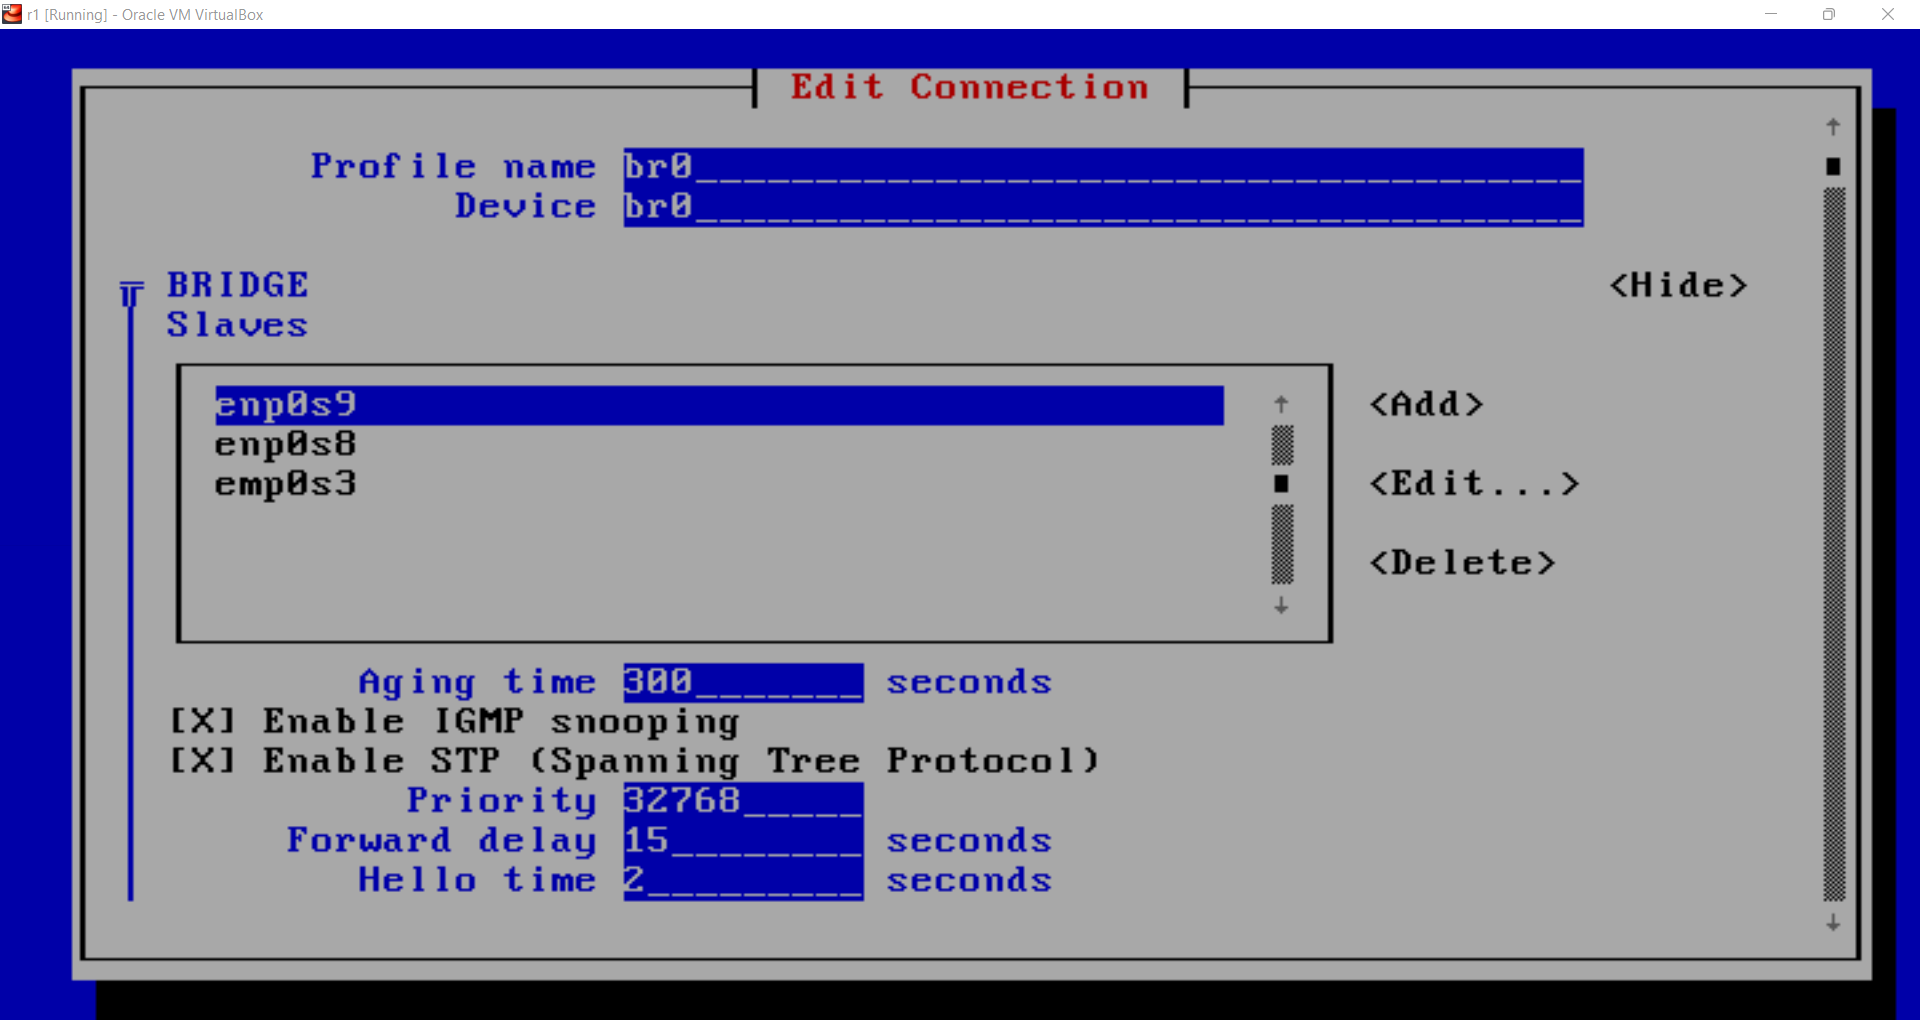 r1 [Running] - Oracle VM VirtualBox
Edit Connection
Profile name br0
Device br0
BRIDGE <Hide>
Slaves
enp0s9 <Add>
enp0s8
emp0s3 <Edit...>
<Delete>
Aging time 300 seconds
[X] Enable IGMP snooping
[X] Enable STP (Spanning Tree Protocol)
Priority 32768
Forward delay 15 seconds
Hello time 2 seconds